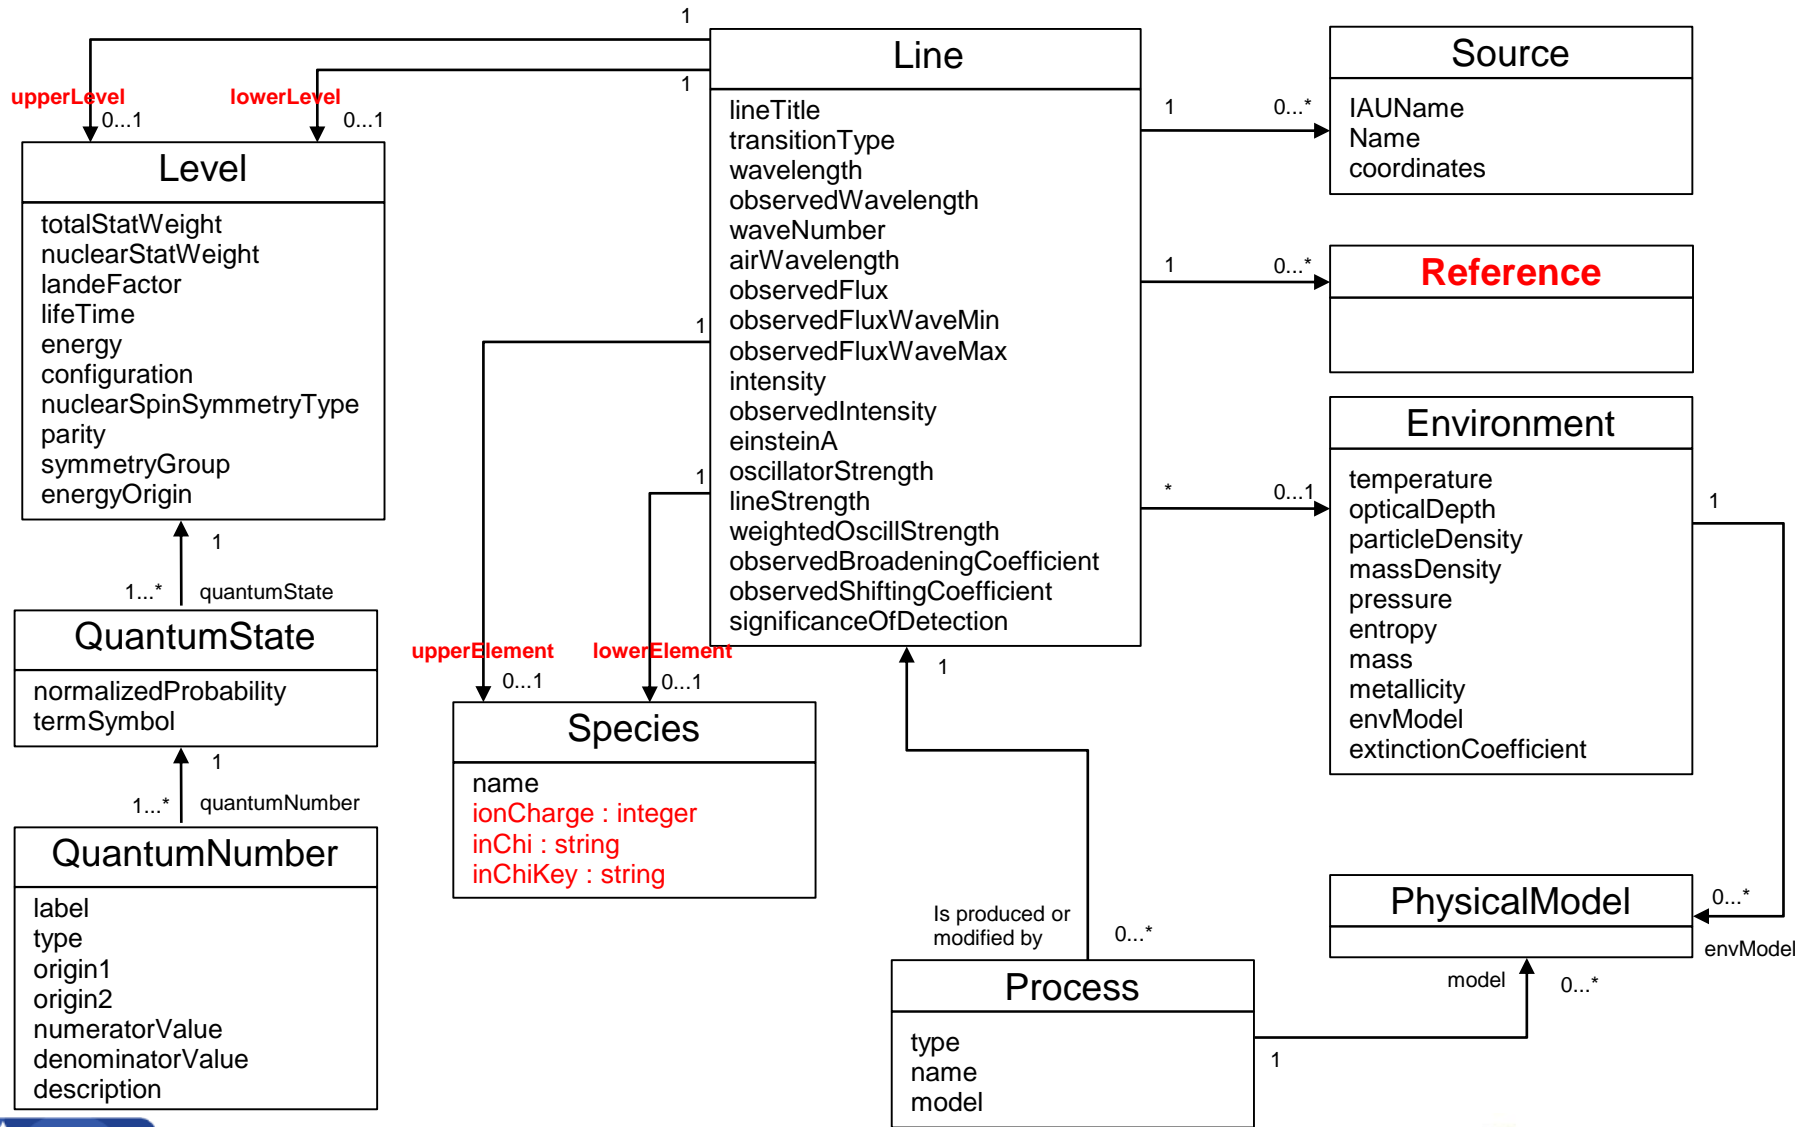 1
Line
Source
1
upperLevel
lowerLevel
0...1
0...1
lineTitle
transitionType
wavelength
observedWavelength
waveNumber
airWavelength
observedFlux
observedFluxWaveMin
observedFluxWaveMax
intensity
observedIntensity
einsteinA
oscillatorStrength
lineStrength
weightedOscillStrength
observedBroadeningCoefficient
observedShiftingCoefficient
significanceOfDetection
1
0...*
IAUName
Name
coordinates
Level
totalStatWeight
nuclearStatWeight
landeFactor
lifeTime
energy
configuration
nuclearSpinSymmetryType
parity
symmetryGroup
energyOrigin
1
0...*
Reference
1
1
*
0...1
Environment
temperature
opticalDepth
particleDensity
massDensity
pressure
entropy
mass
metallicity
envModel
extinctionCoefficient
1
1
1...*
quantumState
QuantumState
normalizedProbability
termSymbol
upperElement
lowerElement
0...1
0...1
1
Species
name
ionCharge : integer
inChi : string
inChiKey : string
1
1...*
quantumNumber
QuantumNumber
label
type
origin1
origin2
numeratorValue
denominatorValue
description
Is produced or
modified by
0...*
PhysicalModel
0...*
envModel
model
0...*
Process
type
name
model
1